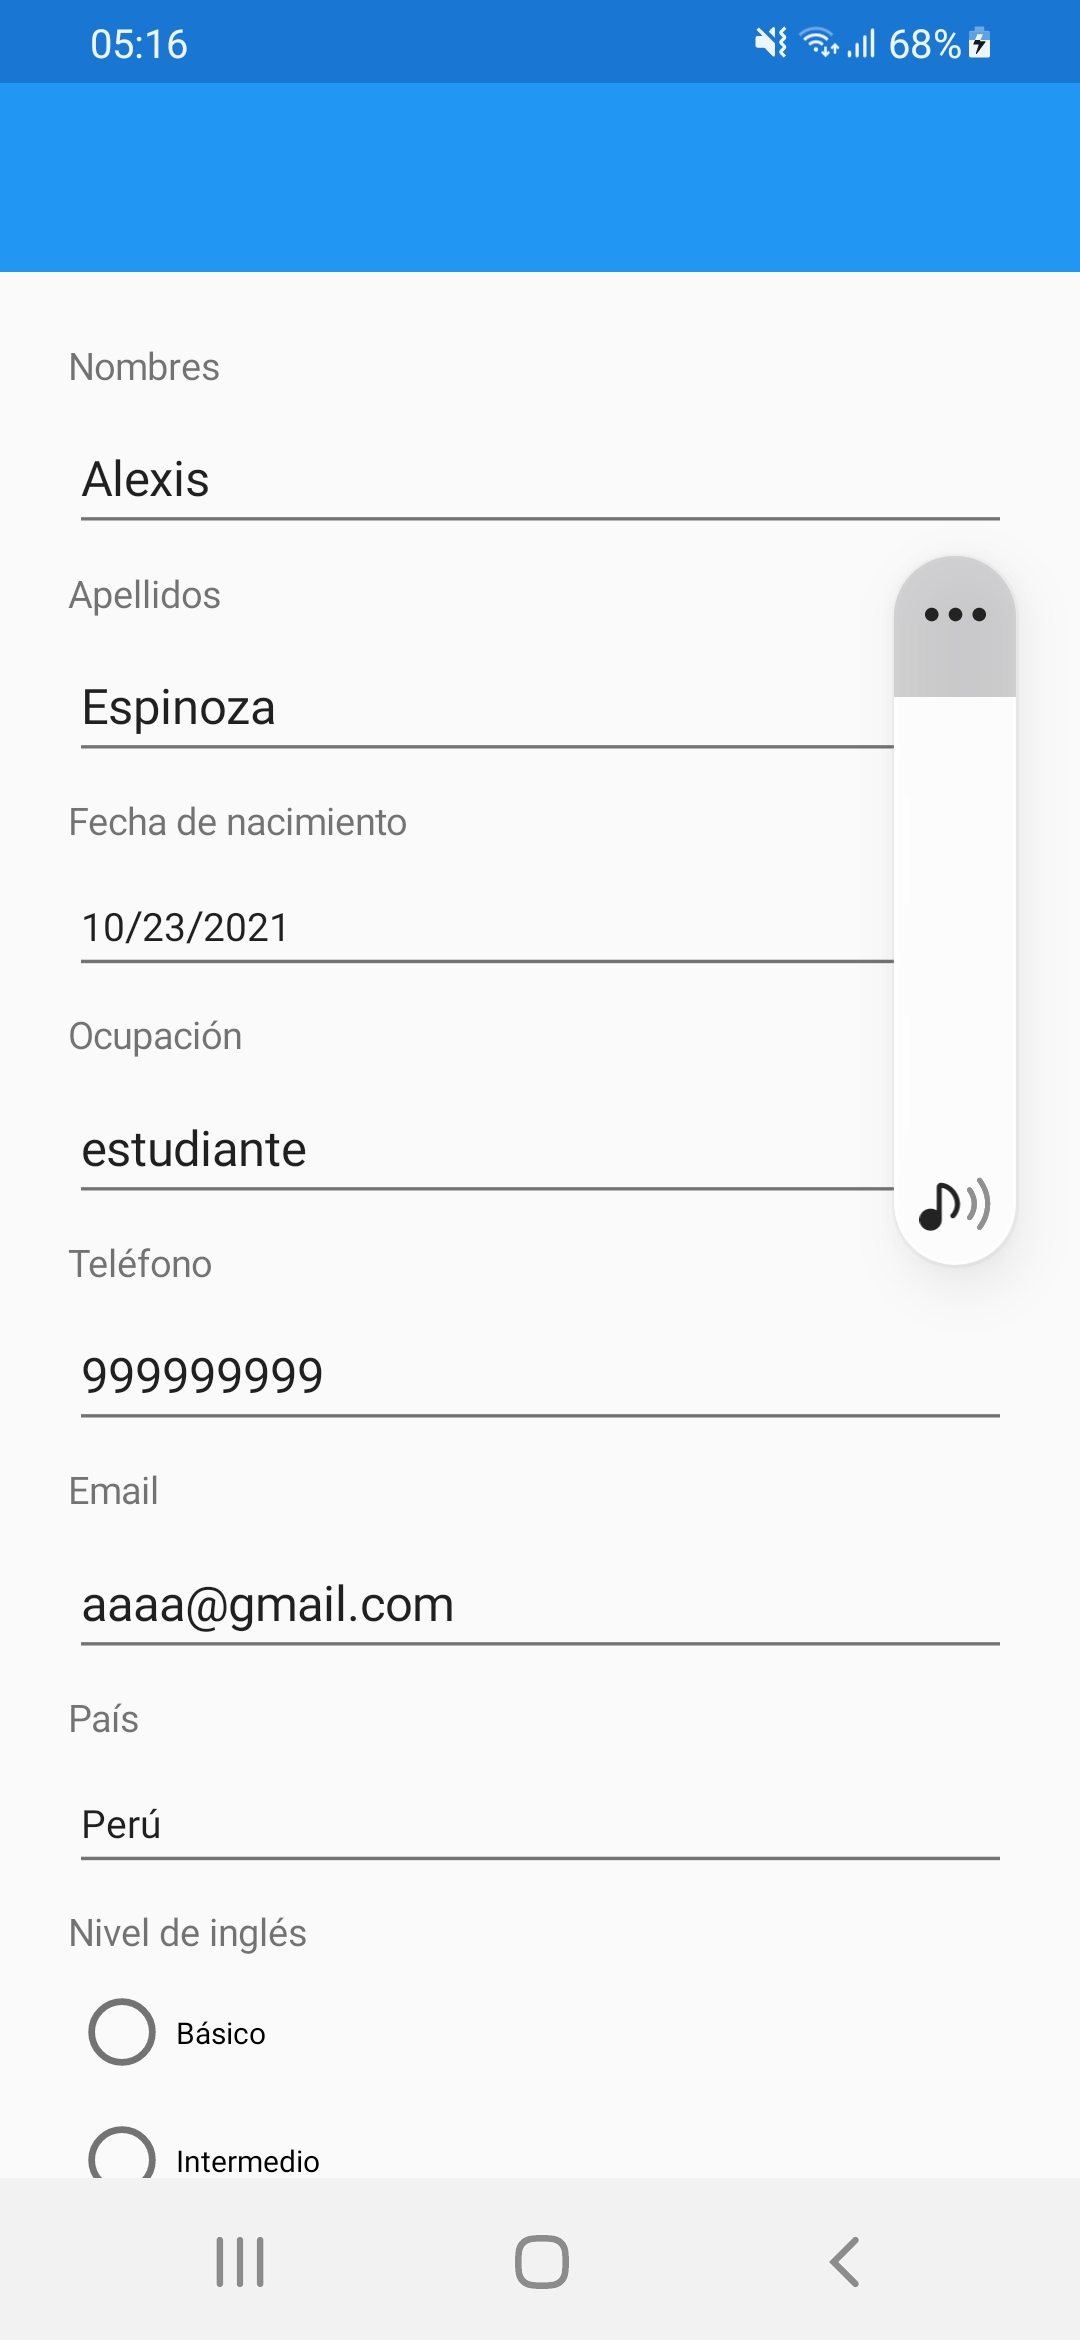 05:16
68%
Nombres
Alexis
Apellidos
Espinoza
Fecha de nacimiento
10/23/2021
Ocupación
estudiante
Teléfono
999999999
Email
aaaa@gmail.com
País
Perú
Nivel de inglés
Básico
Intermedio